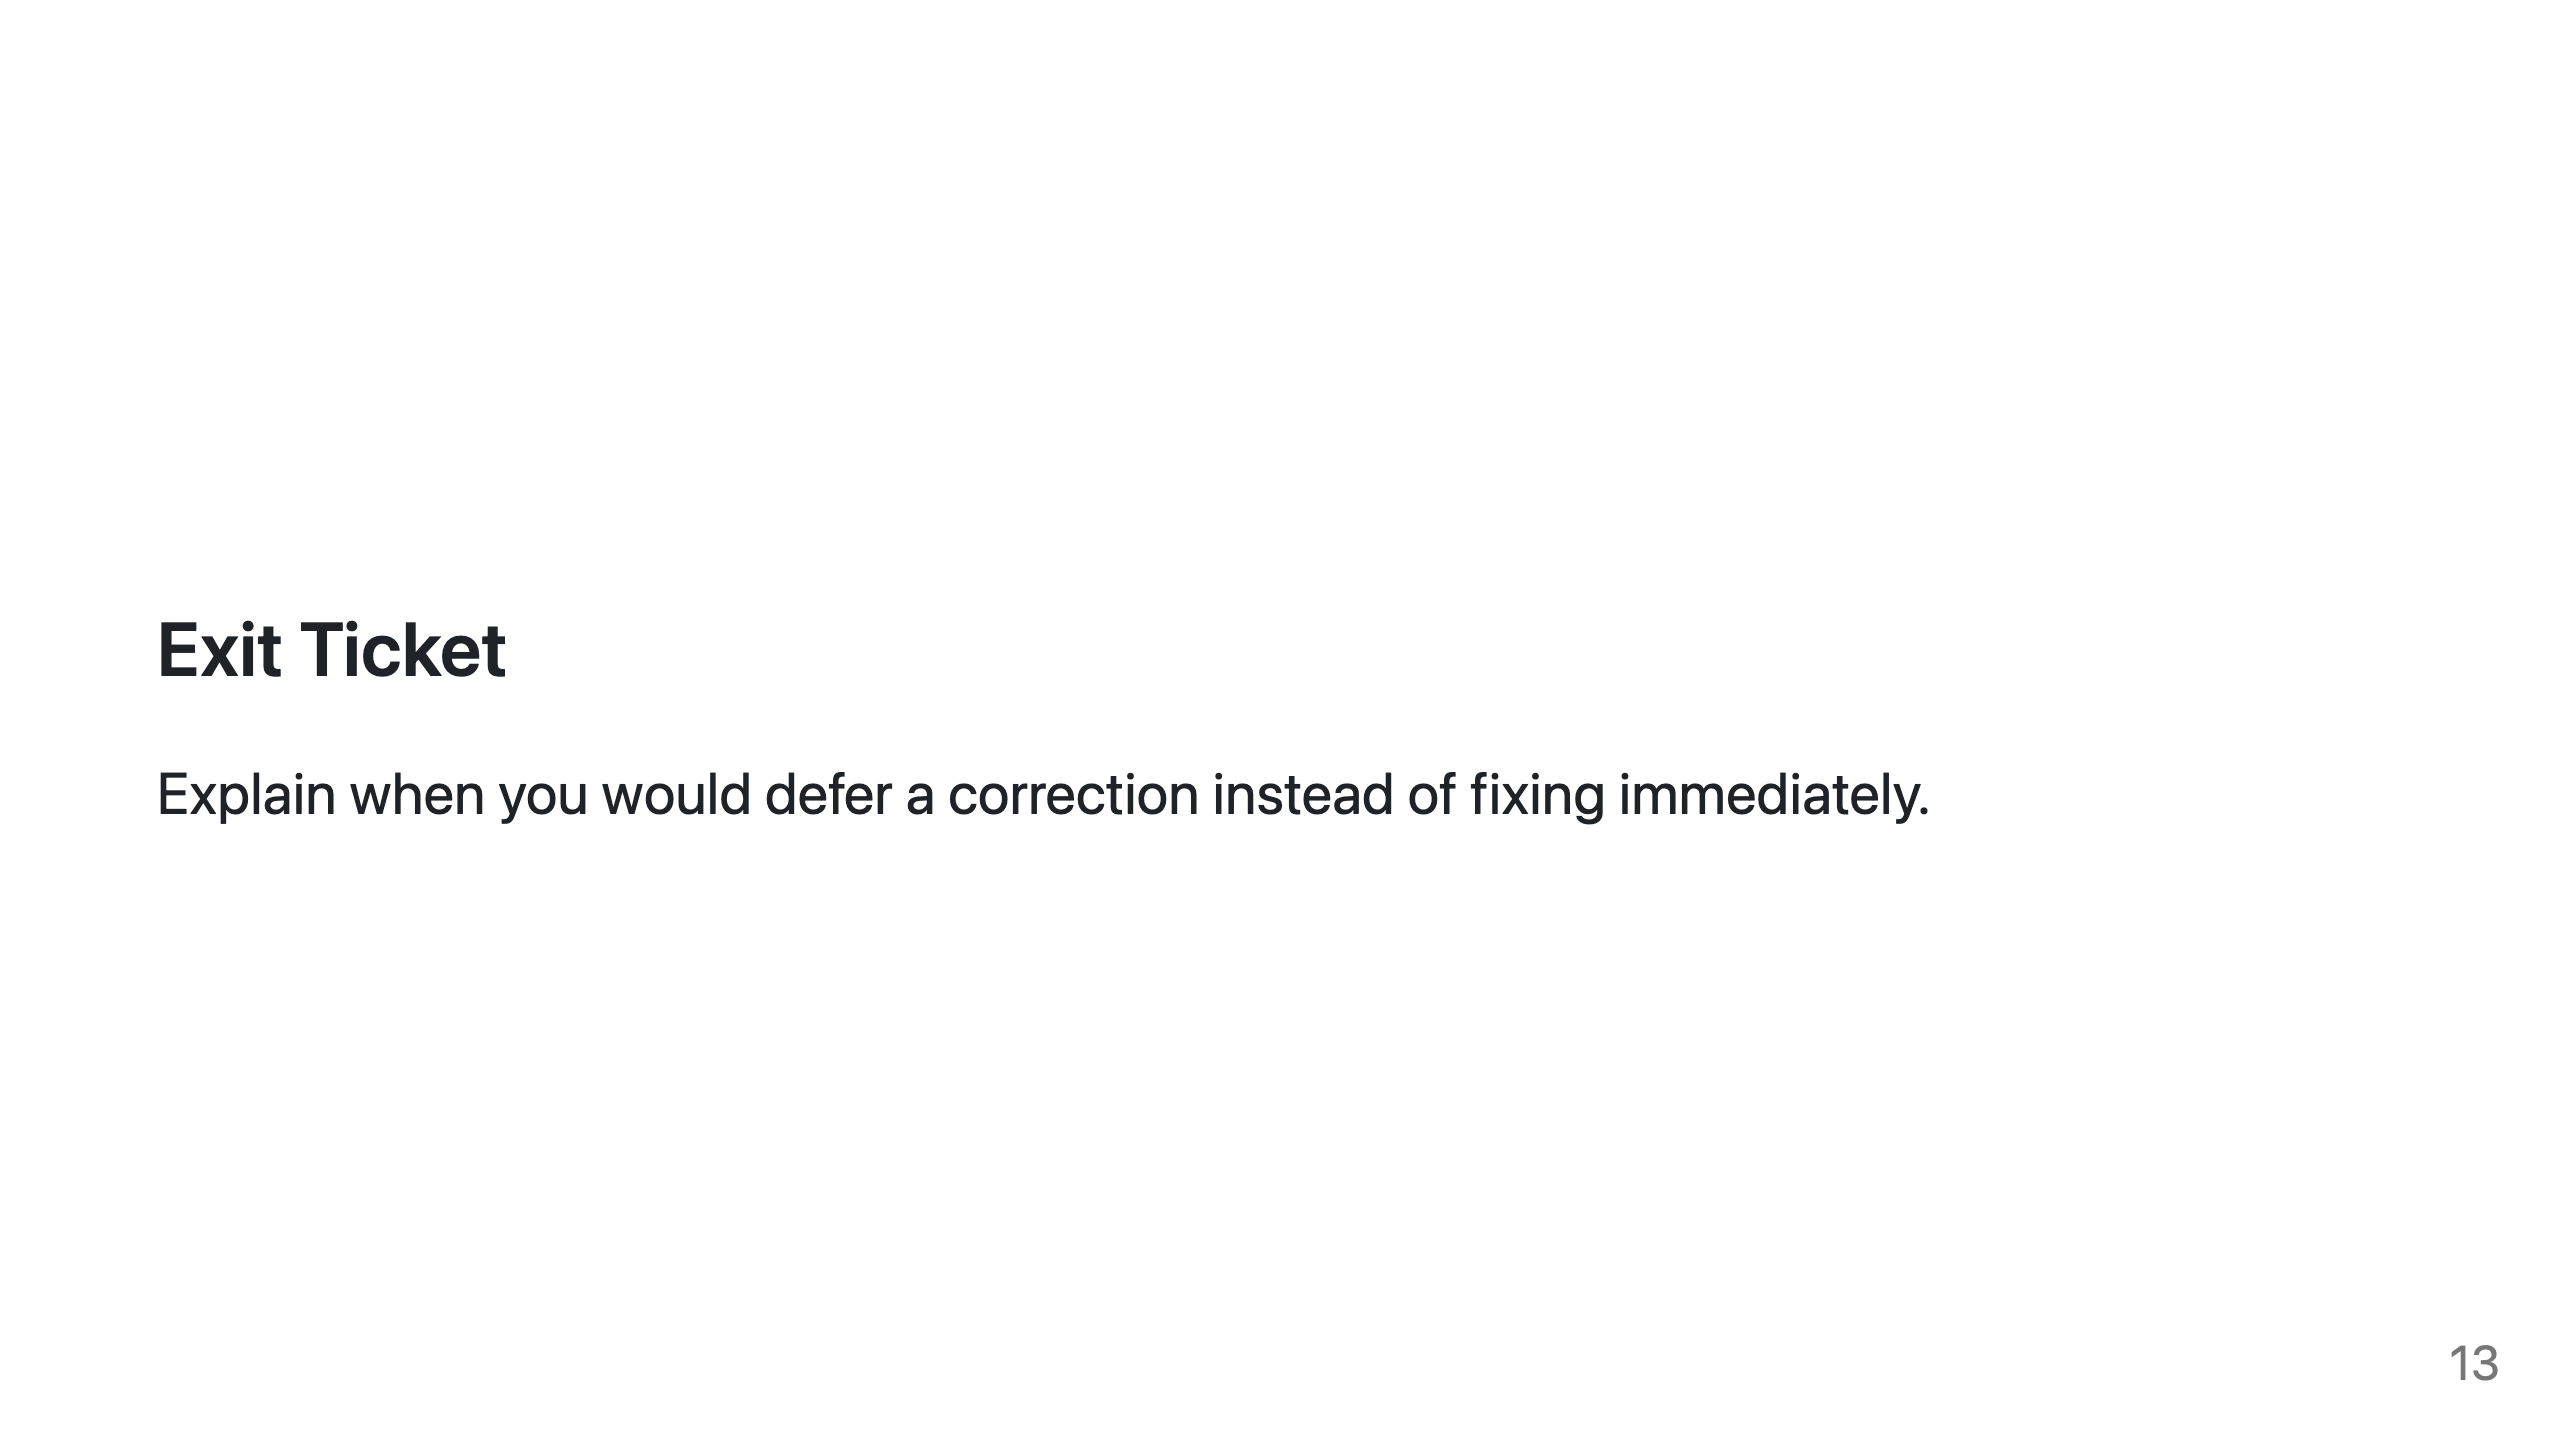 Exit Ticket
Explain when you would defer a correction instead of fixing immediately.
13